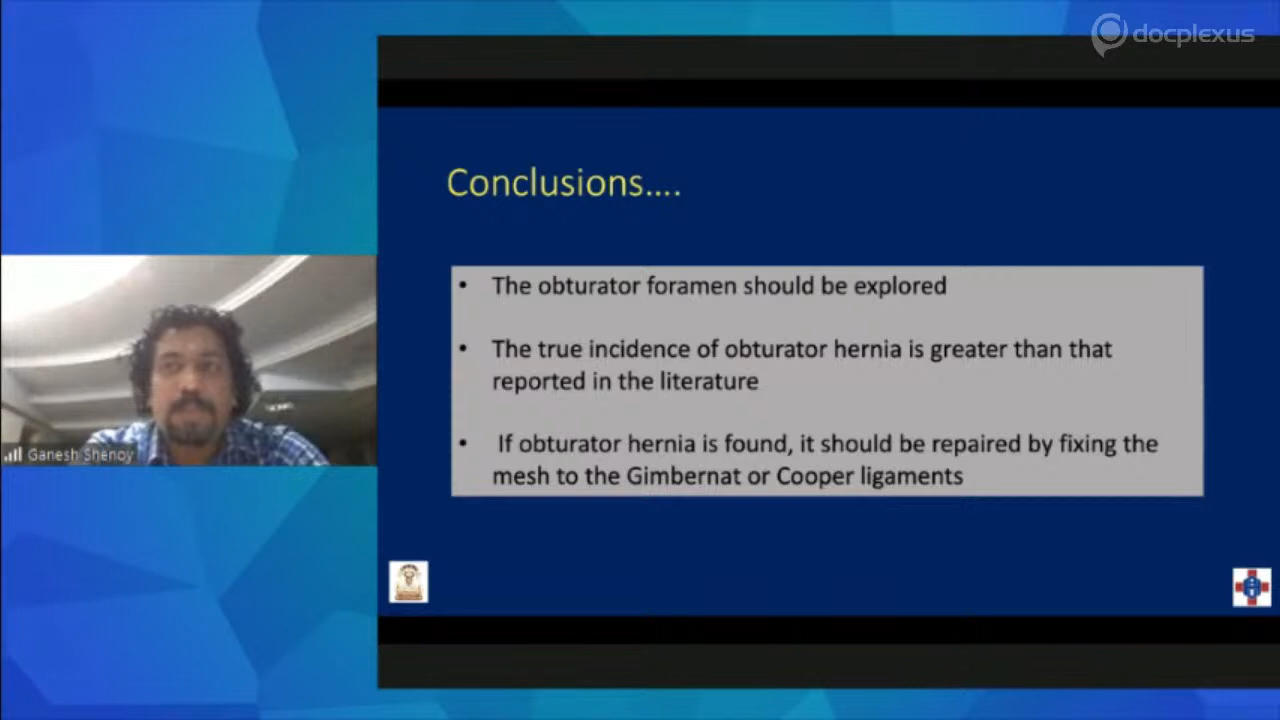 docplexus
Conclusions....
• The obturator foramen should be explored
• The true incidence of obturator hernia is greater than that
reported in the literature
• If obturator hernia is found, it should be repaired by fixing the
mesh to the Gimbernat or Cooper ligaments
Ganesh Shenoy